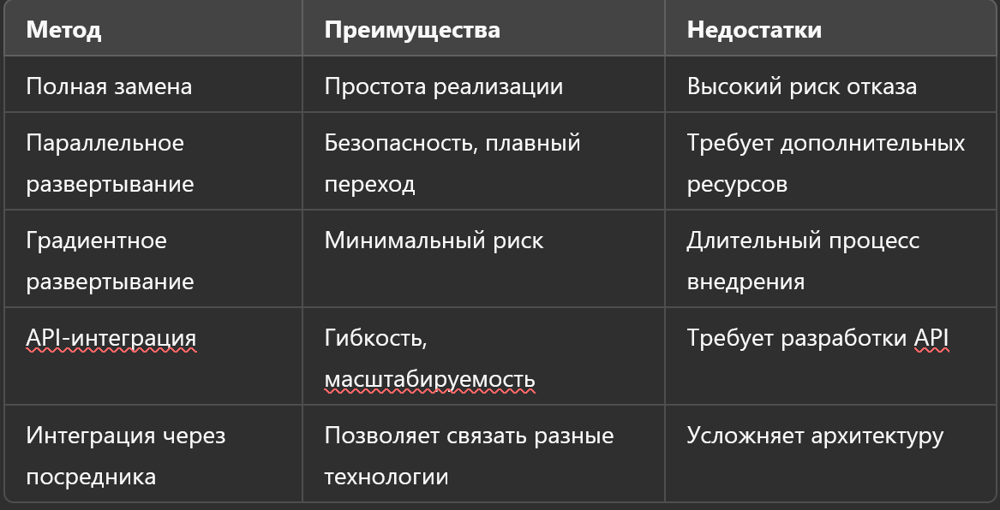 Метод
Преимущества
Недостатки
Полная замена
Простота реализации
Высокий риск отказа
Параллельное
развертывание
Безопасность, плавный
переход
Требует дополнительных
ресурсов
Градиентное
развертывание
Минимальный риск
Длительный процесс
внедрения
API-интеграция
Гибкость,
масштабируемость
Требует разработки API
Интеграция через
посредника
Позволяет связать разные
технологии
Усложняет архитектуру